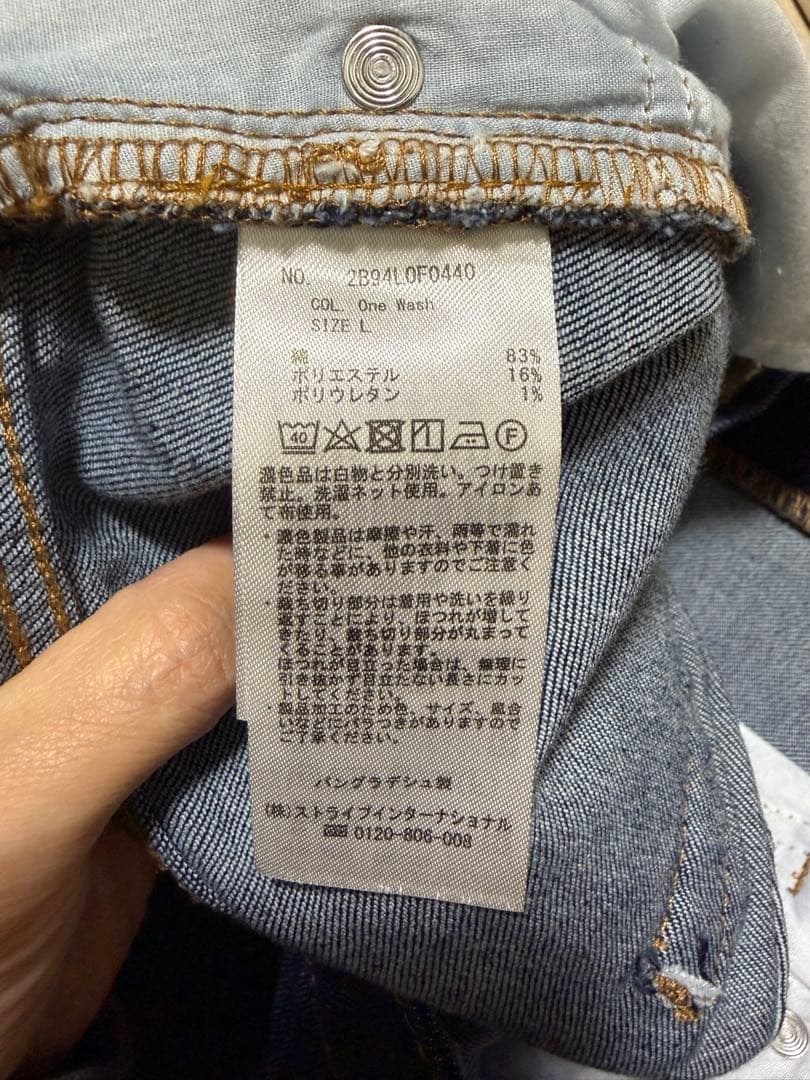 NO. 2B94L0F0440
COL. One Wash
SIZE L
綿 83%
ポリエステル 16%
ポリウレタン 1%
40 F
濃色品は白物と分別洗い。つけ置き
禁止。洗濯ネット使用。アイロンあ
て布使用。
・濃色製品は摩擦や汗、雨等で濡れ
た時などに、他の衣料や下着に色
が移る事がありますのでご注意く
ださい。
・裁ち切り部分は着用や洗いを繰り
返すことにより、ほつれが増して
きたり、裁ち切り部分が丸まって
くることがあります。
ほつれが目立った場合は、無理に
引き抜かず目立たない長さにカッ
トしてください。
・製品加工のため色、サイズ、風合
いなどにバラつきがありますので
ご了承ください。
バングラデシュ製
(株)ストライプインターナショナル
0120-806-008